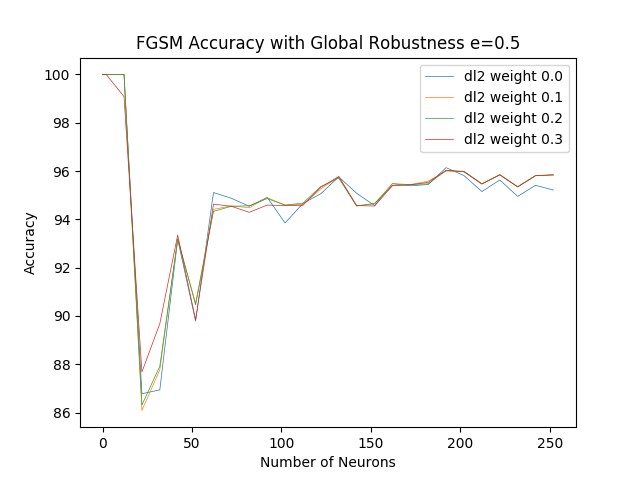 FGSM Accuracy with Global Robustness e=0.5
dl2 weight 0.0
dl2 weight 0.1
dl2 weight 0.2
dl2 weight 0.3
Accuracy
100
98
96
94
92
90
88
86
0 50 100 150 200 250
Number of Neurons